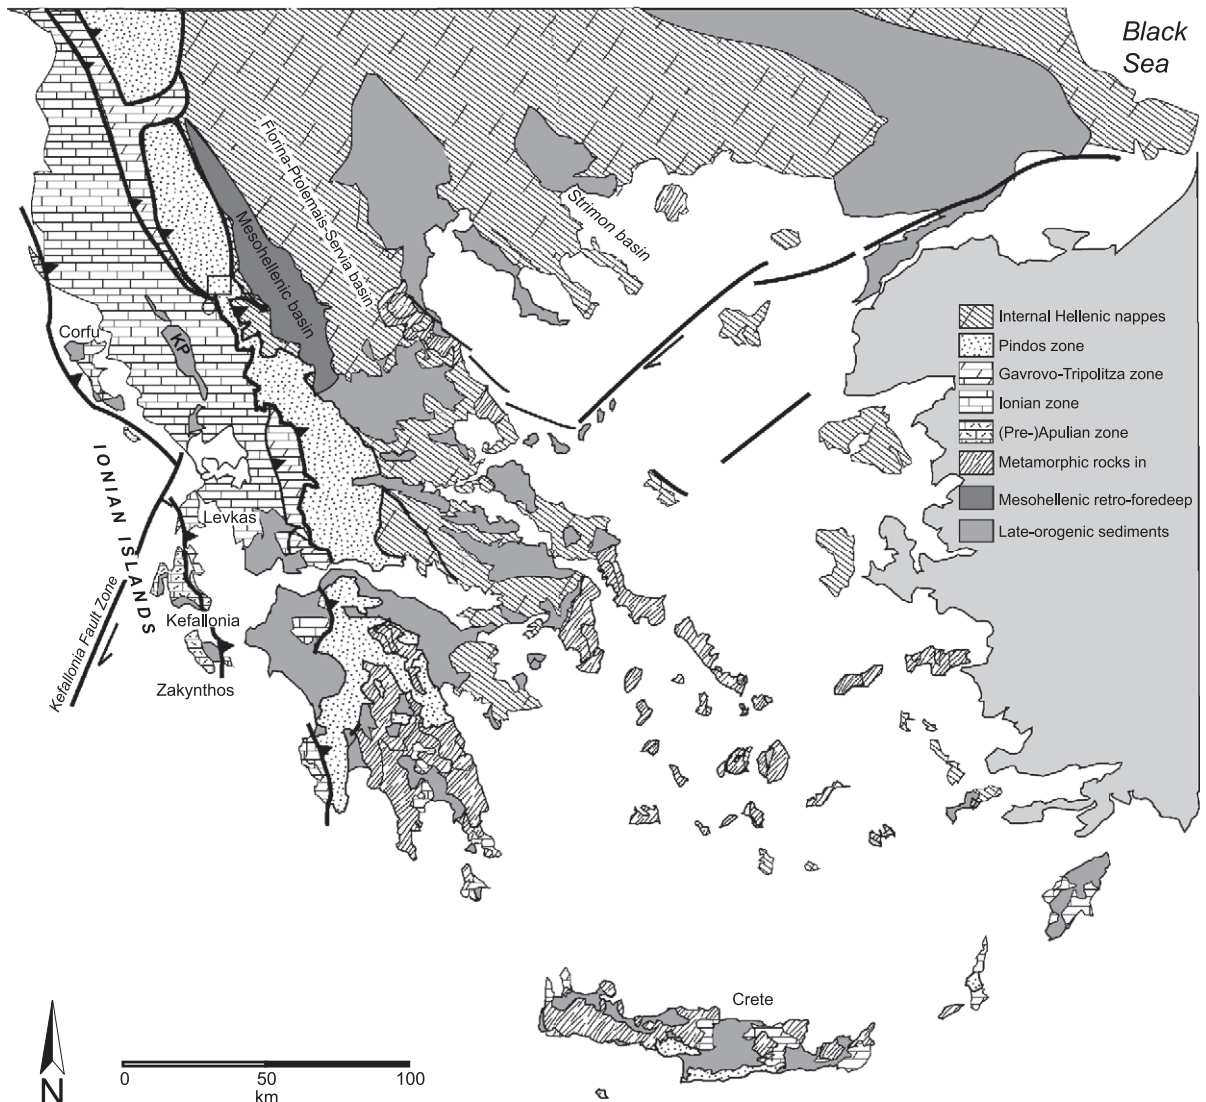 Black
Sea
Florina-Ptolemais-Servia basin
Strimon basin
Mesohellenic basin
Internal Hellenic nappes
Pindos zone
Gavrovo-Tripolitza zone
Ionian zone
(Pre-)Apulian zone
Metamorphic rocks in
Mesohellenic retro-foredeep
Late-orogenic sediments
Corfu
KP
IONIAN ISLANDS
Levkas
Kefallonia Fault Zone
Kefallonia
Zakynthos
Crete
N
0 50 100
km